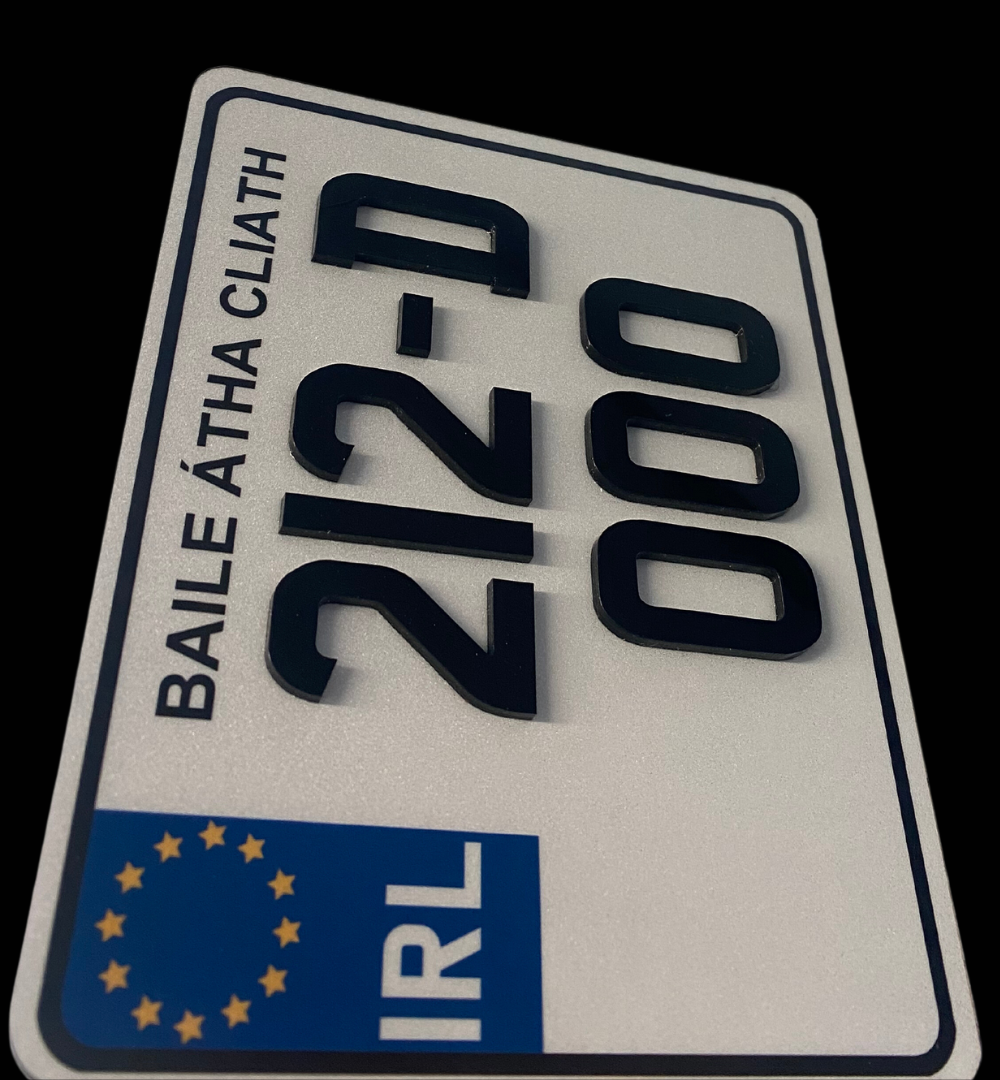 BAILE ÁTHA CLIATH
212-D
000
IRL